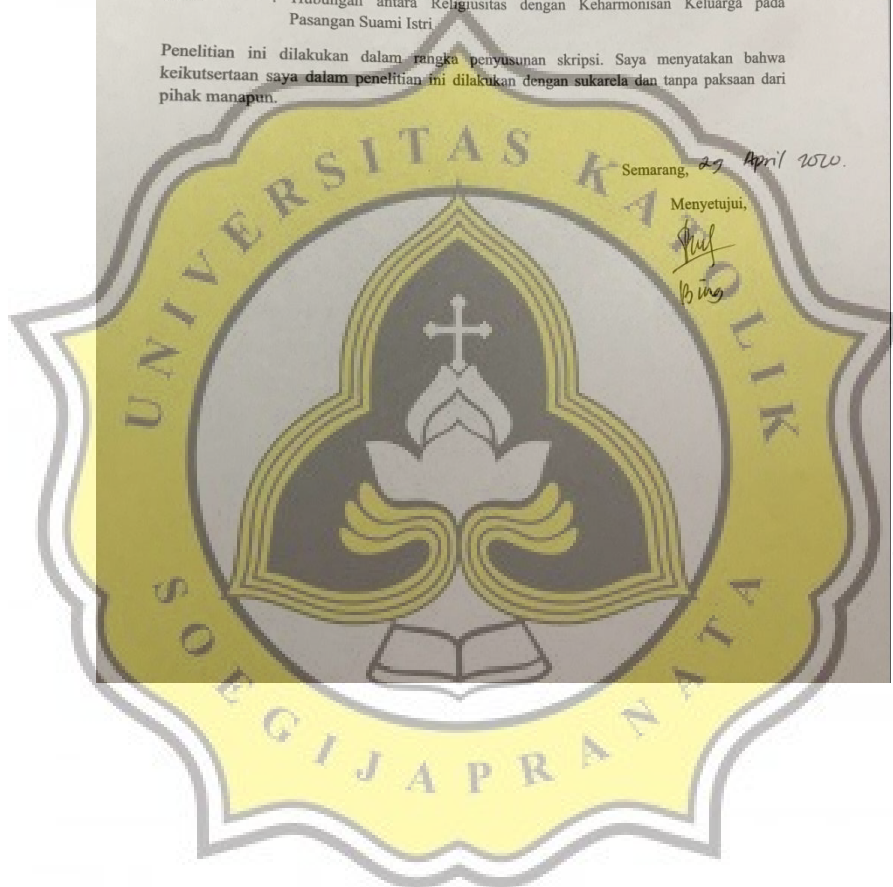 : Hubungan antara Religiusitas dengan Keharmonisan Keluarga pada
Pasangan Suami Istri
Penelitian ini dilakukan dalam rangka penyusunan skripsi. Saya menyatakan bahwa
keikutsertaan saya dalam penelitian ini dilakukan dengan sukarela dan tanpa paksaan dari
pihak manapun.
Semarang, 29 April 2020.
Menyetujui,
Bing
UNIVERSITAS KATOLIK
SOEGIJAPRANATA